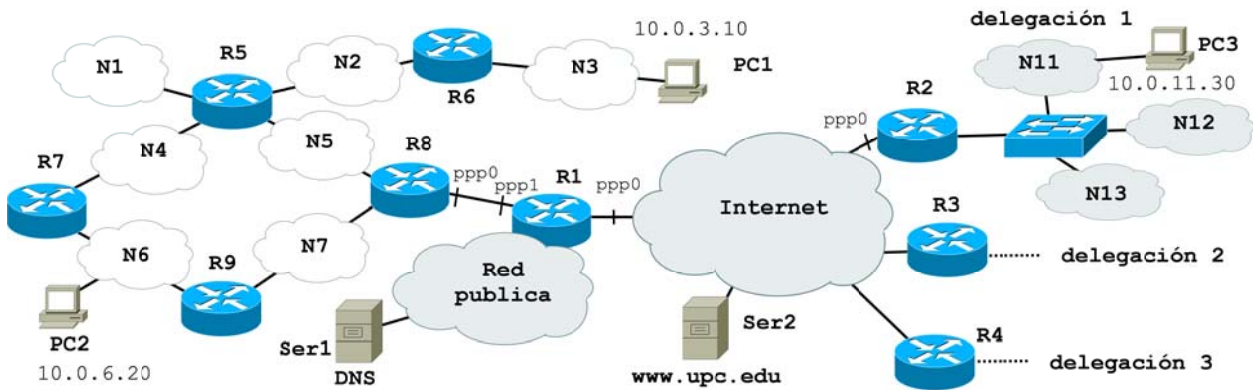 N1
R5
N2
R6
10.0.3.10
N3
PC1
delegación 1
N11
PC3
10.0.11.30
R2
ppp0
N12
N13
R7
N4
N5
R8
ppp0
ppp1
R1
ppp0
Internet
R3
delegación 2
N6
R9
N7
Red
publica
PC2
10.0.6.20
Ser1
DNS
Ser2
www.upc.edu
R4
delegación 3